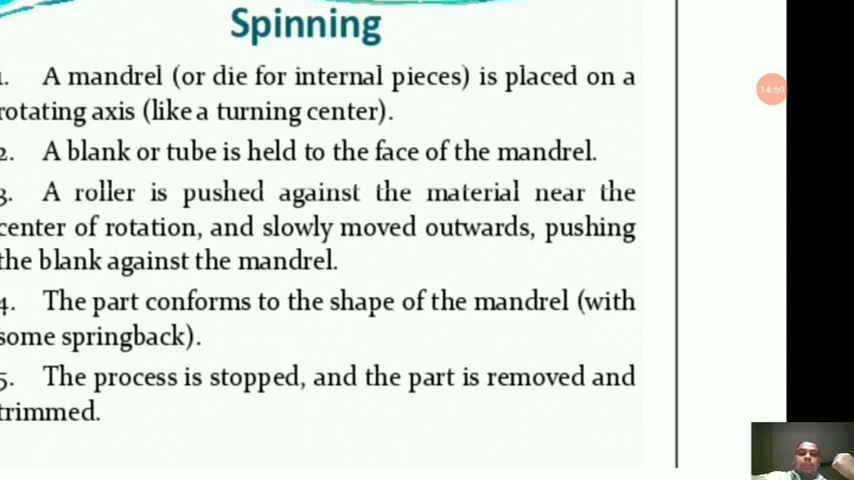 Spinning
1. A mandrel (or die for internal pieces) is placed on a
rotating axis (like a turning center).
2. A blank or tube is held to the face of the mandrel.
3. A roller is pushed against the material near the
center of rotation, and slowly moved outwards, pushing
the blank against the mandrel.
4. The part conforms to the shape of the mandrel (with
some springback).
5. The process is stopped, and the part is removed and
trimmed.
14:50